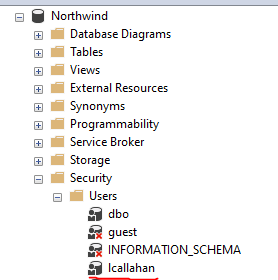 Northwind
Database Diagrams
Tables
Views
External Resources
Synonyms
Programmability
Service Broker
Storage
Security
Users
dbo
guest
INFORMATION_SCHEMA
lcallahan